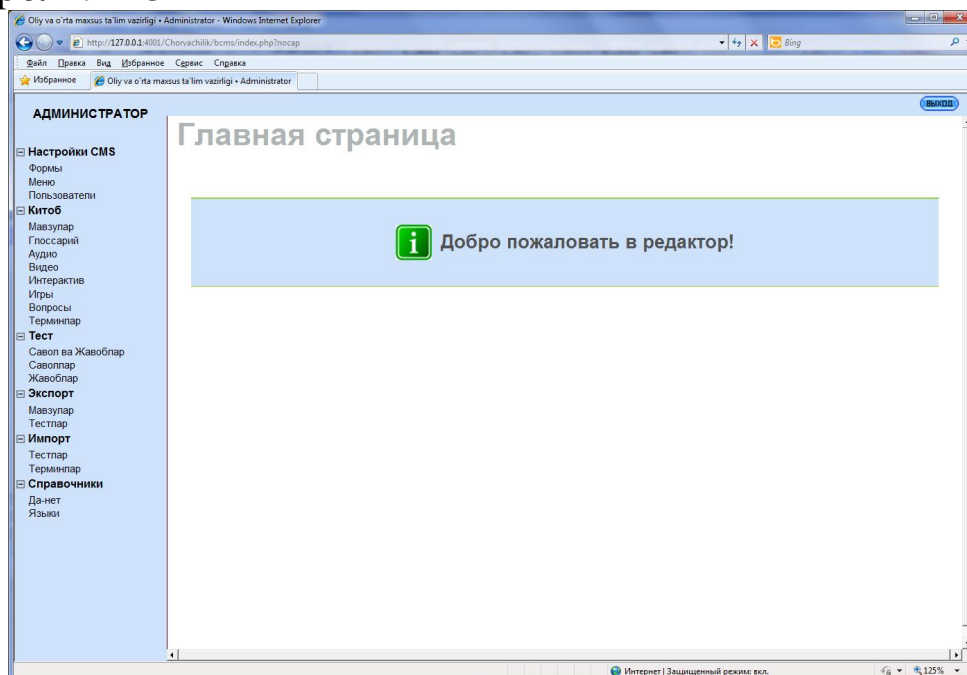 Oliy va o'rta maxsus ta'lim vazirligi • Administrator - Windows Internet Explorer
http://127.0.0.1:4001/Chorvachilik/bcms/index.php?nocap
Bing
Файл Правка Вид Избранное Сервис Справка
Избранное Oliy va o'rta maxsus ta'lim vazirligi • Administrator
ВЫХОД
АДМИНИСТРАТОР
Главная страница
Настройки CMS
Формы
Меню
Пользователи
Китоб
Мавзулар
Глоссарий
Аудио
Видео
Интерактив
Игры
Вопросы
Терминлар
Тест
Савол ва Жавоблар
Саволлар
Жавоблар
Экспорт
Мавзулар
Тестлар
Импорт
Тестлар
Терминлар
Справочники
Да-нет
Языки
Добро пожаловать в редактор!
Интернет | Защищенный режим: вкл.
125%